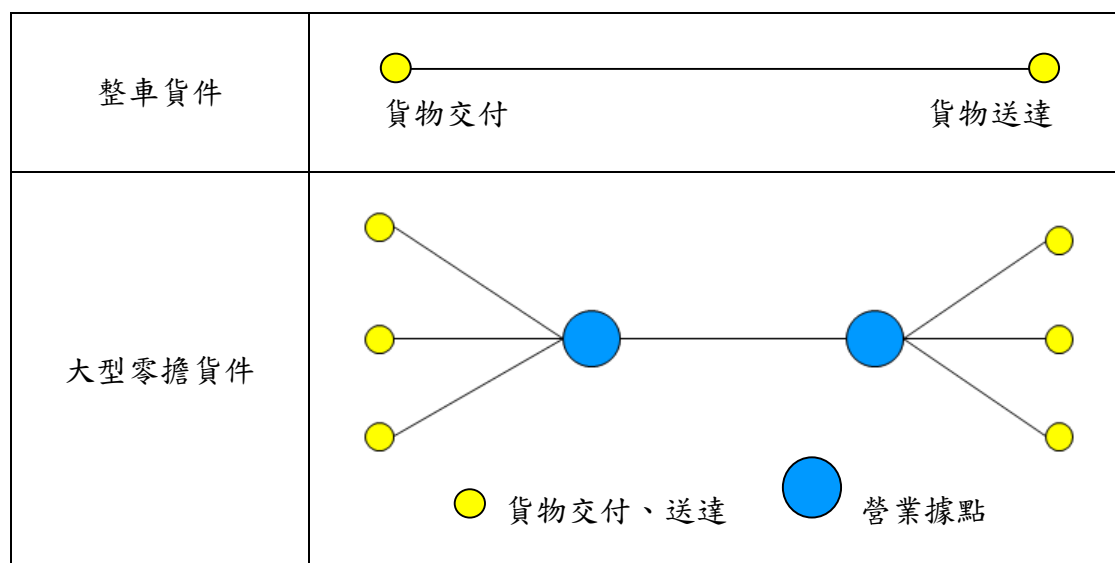 整車貨件
貨物交付
貨物送達
大型零擔貨件
貨物交付、送達
營業據點